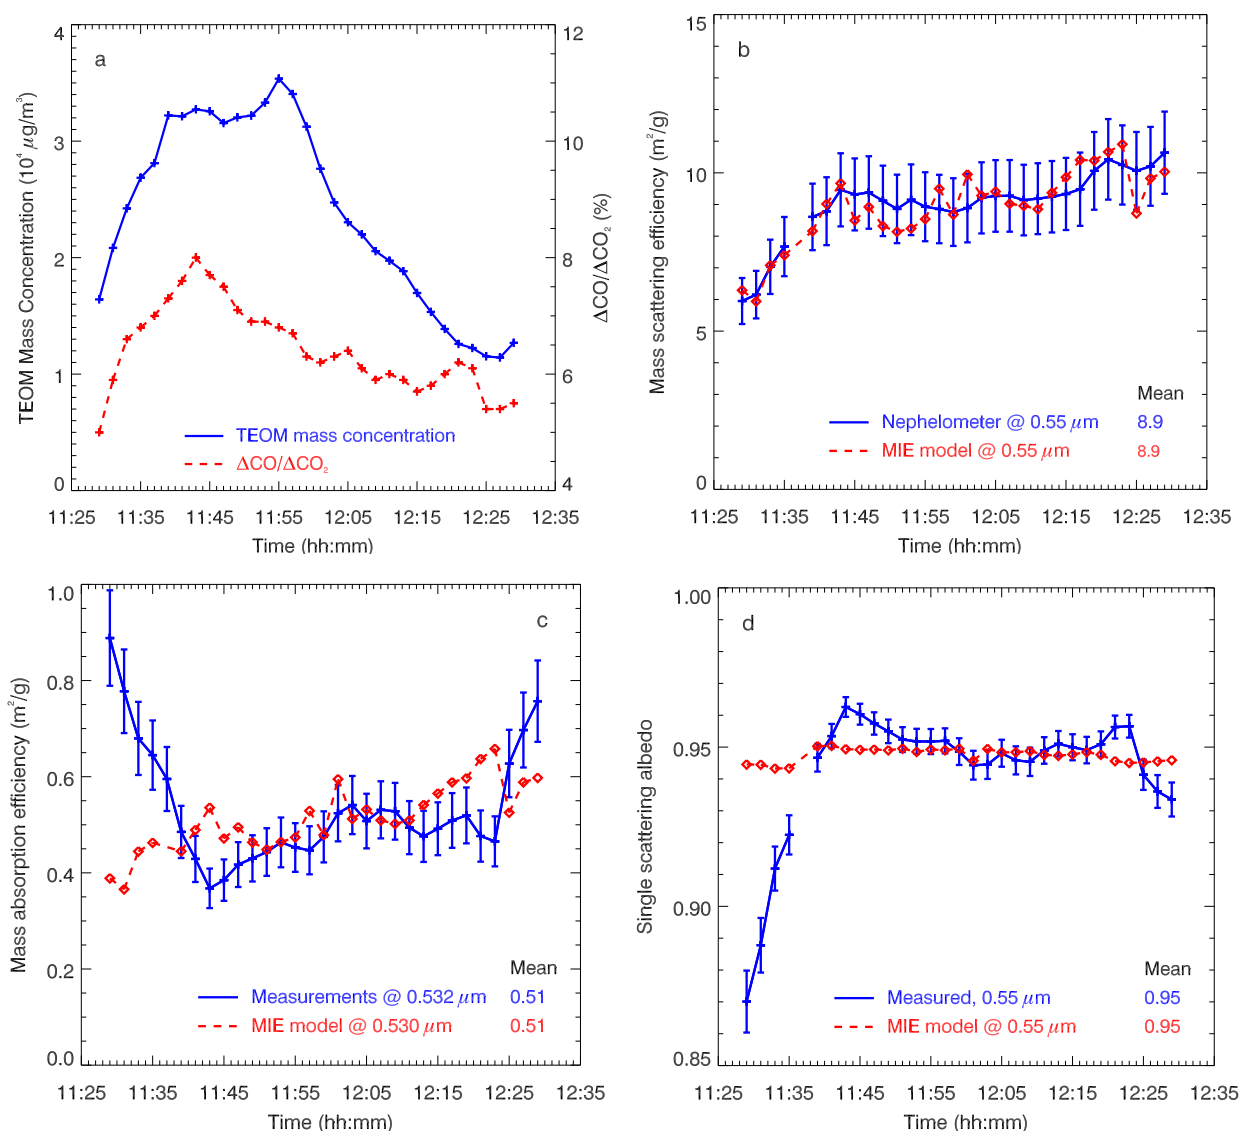 a
4
3
2
1
0
12
10
8
6
4
TEOM Mass Concentration (10⁴ µg/m³)
ΔCO/ΔCO₂ (%)
TEOM mass concentration
ΔCO/ΔCO₂
11:25 11:35 11:45 11:55 12:05 12:15 12:25 12:35
Time (hh:mm)
b
15
10
5
0
Mass scattering efficiency (m²/g)
Mean
Nephelometer @ 0.55 µm 8.9
MIE model @ 0.55 µm 8.9
11:25 11:35 11:45 11:55 12:05 12:15 12:25 12:35
Time (hh:mm)
c
1.0
0.8
0.6
0.4
0.2
0.0
Mass absorption efficiency (m²/g)
Mean
Measurements @ 0.532 µm 0.51
MIE model @ 0.530 µm 0.51
11:25 11:35 11:45 11:55 12:05 12:15 12:25 12:35
Time (hh:mm)
d
1.00
0.95
0.90
0.85
Single scattering albedo
Mean
Measured, 0.55 µm 0.95
MIE model @ 0.55 µm 0.95
11:25 11:35 11:45 11:55 12:05 12:15 12:25 12:35
Time (hh:mm)